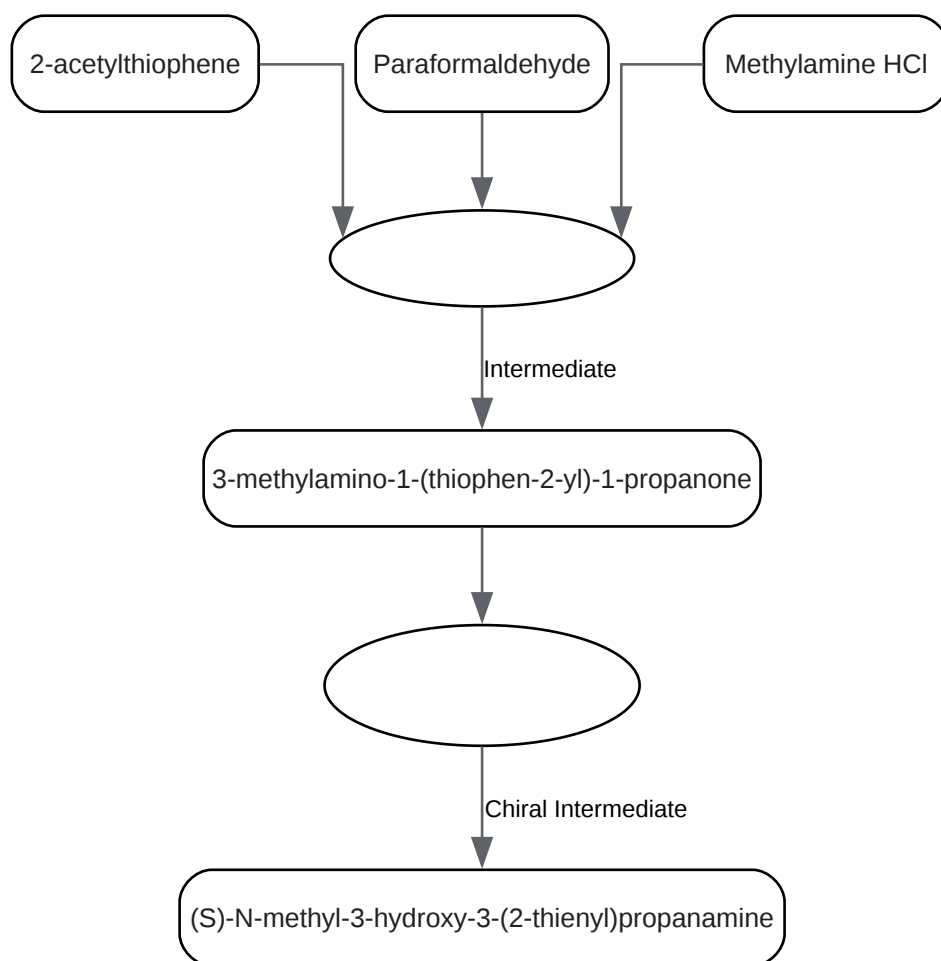 2-acetylthiophene
Paraformaldehyde
Methylamine HCl
Intermediate
3-methylamino-1-(thiophen-2-yl)-1-propanone
Chiral Intermediate
(S)-N-methyl-3-hydroxy-3-(2-thienyl)propanamine